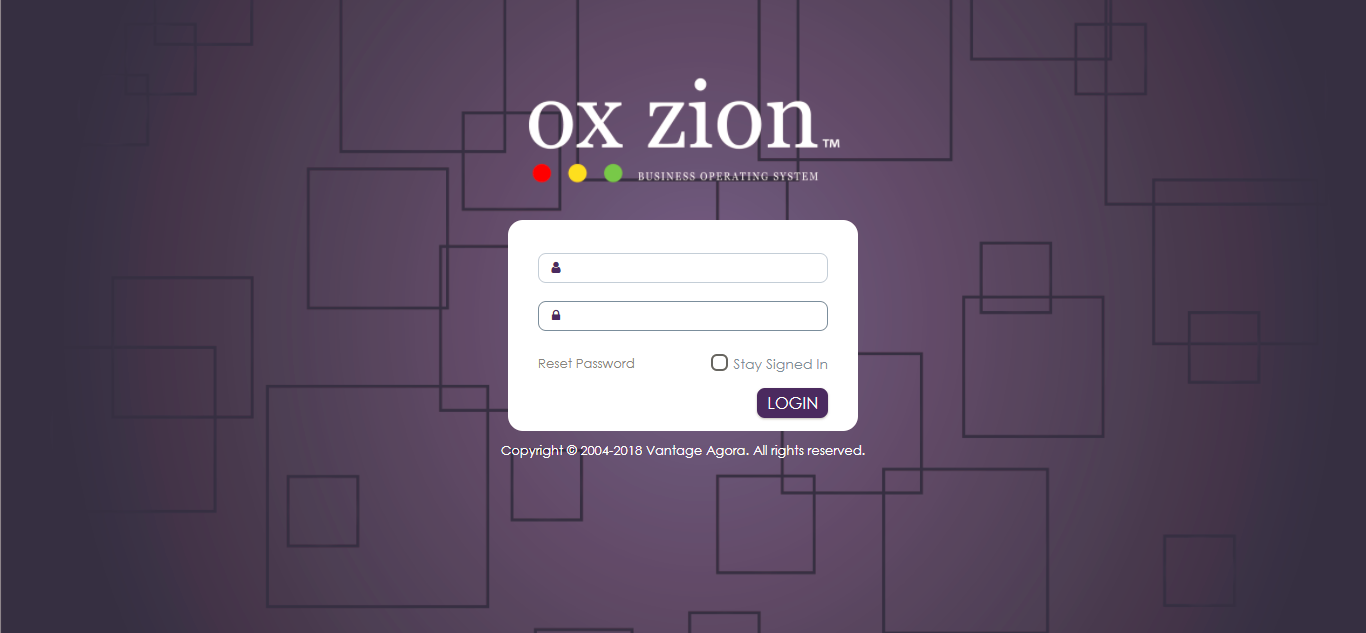 ox zion™
BUSINESS OPERATING SYSTEM
Reset Password
Stay Signed In
LOGIN
Copyright © 2004-2018 Vantage Agora. All rights reserved.